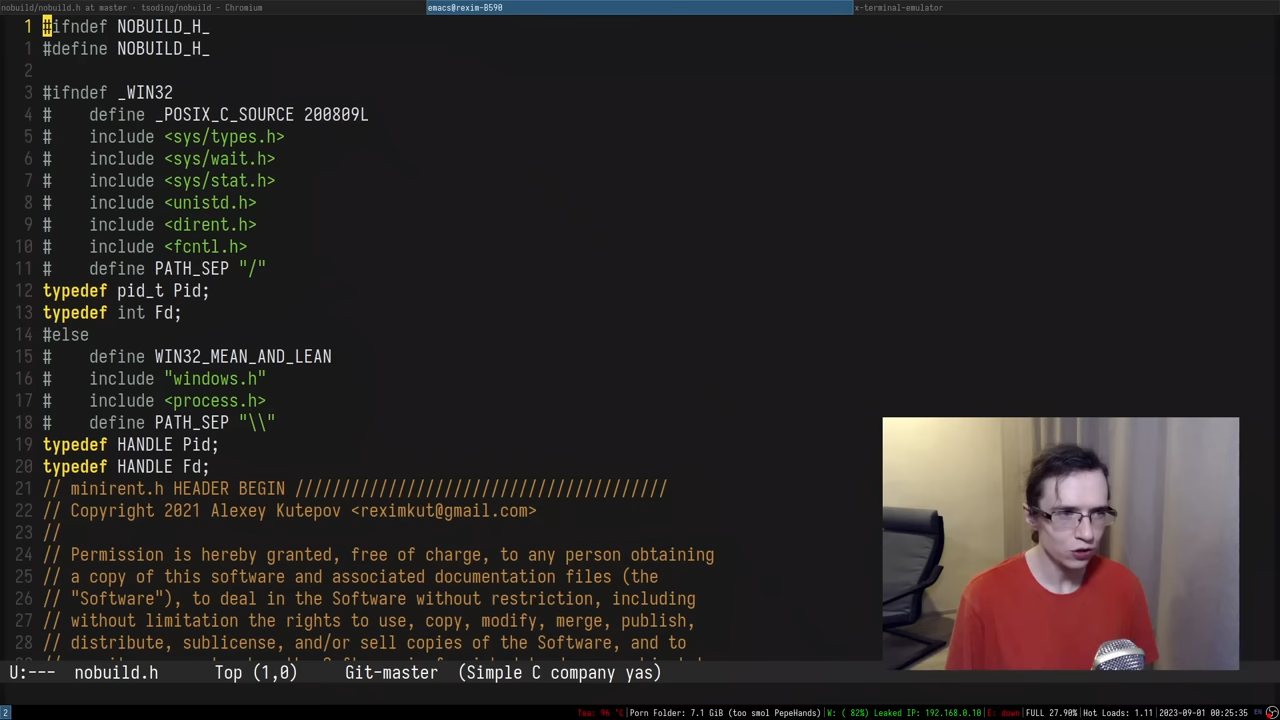 nobuild/nobuild.h at master · tsoding/nobuild - Chromium
emacs@rexim-B590
x-terminal-emulator
1 #ifndef NOBUILD_H_
1 #define NOBUILD_H_
2
3 #ifndef _WIN32
4 #    define _POSIX_C_SOURCE 200809L
5 #    include <sys/types.h>
6 #    include <sys/wait.h>
7 #    include <sys/stat.h>
8 #    include <unistd.h>
9 #    include <dirent.h>
10 #    include <fcntl.h>
11 #    define PATH_SEP "/"
12 typedef pid_t Pid;
13 typedef int Fd;
14 #else
15 #    define WIN32_MEAN_AND_LEAN
16 #    include "windows.h"
17 #    include <process.h>
18 #    define PATH_SEP "\\"
19 typedef HANDLE Pid;
20 typedef HANDLE Fd;
21 // minirent.h HEADER BEGIN ////////////////////////////////////////
22 // Copyright 2021 Alexey Kutepov <reximkut@gmail.com>
23 //
24 // Permission is hereby granted, free of charge, to any person obtaining
25 // a copy of this software and associated documentation files (the
26 // "Software"), to deal in the Software without restriction, including
27 // without limitation the rights to use, copy, modify, merge, publish,
28 // distribute, sublicense, and/or sell copies of the Software, and to
U:--- nobuild.h Top (1,0) Git-master (Simple C company yas)
2
Tea: 96 °C|Porn Folder: 7.1 GiB (too smol PepeHands)|W: ( 82%) Leaked IP: 192.168.0.10|E: down|FULL 27.90%|Hot Loads: 1.11|2023-09-01 00:25:35 EN